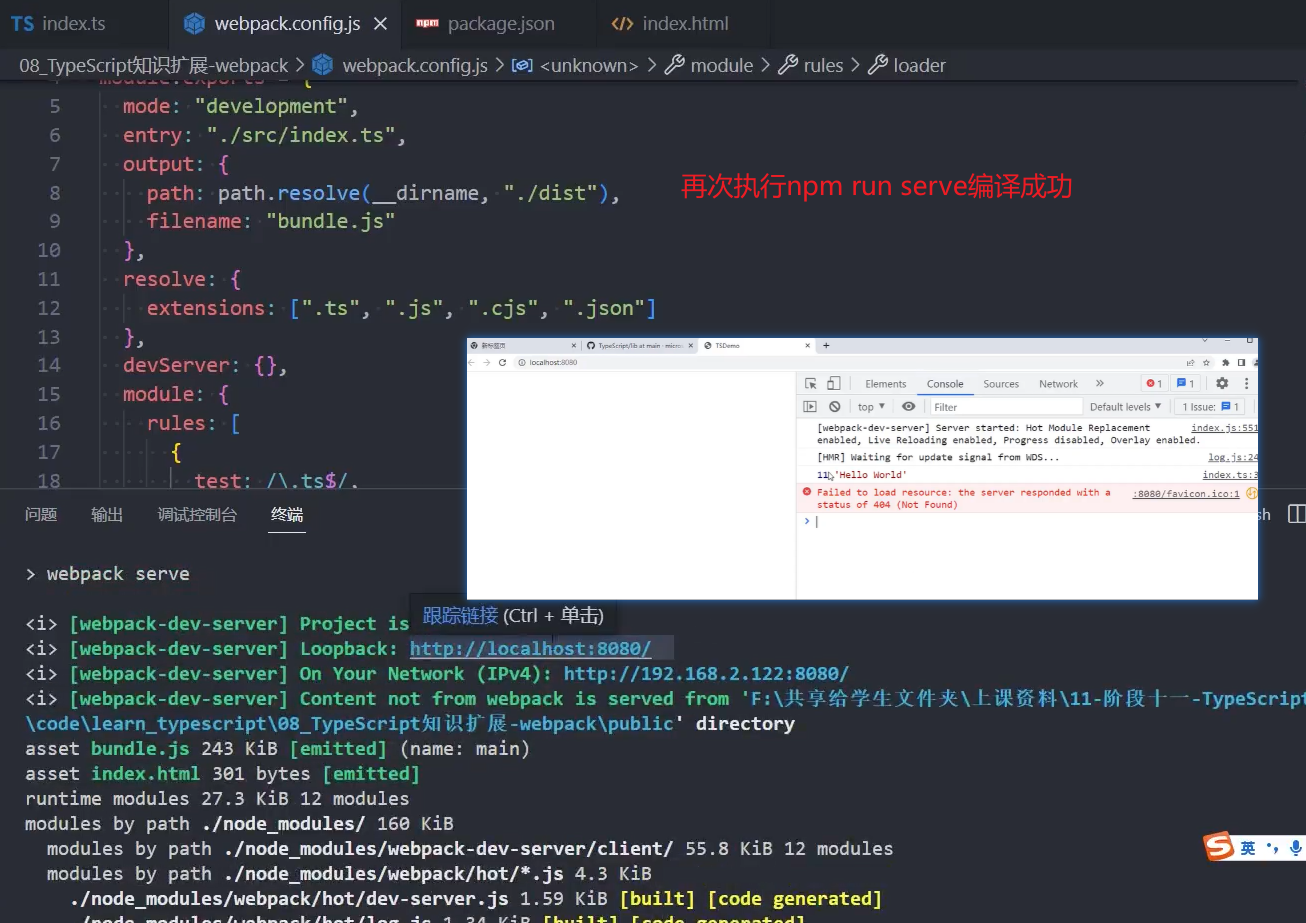 TS index.ts webpack.config.js npm package.json index.html
08_TypeScript知识扩展-webpack > webpack.config.js > <unknown> > module > rules > loader
5 mode: "development",
6 entry: "./src/index.ts",
7 output: {
8 path: path.resolve(__dirname, "./dist"),
再次执行npm run serve编译成功
9 filename: "bundle.js"
10 },
11 resolve: {
12 extensions: [".ts", ".js", ".cjs", ".json"]
13 },
14 devServer: {},
15 module: {
16 rules: [
17 {
18 test: /\.ts$/,
新标签页 TypeScript/lib at main · micro TSDemo
localhost:8080
Elements Console Sources Network » 1 1
top Filter Default levels 1 Issue: 1
[webpack-dev-server] Server started: Hot Module Replacement index.js:551
enabled, Live Reloading enabled, Progress disabled, Overlay enabled.
[HMR] Waiting for update signal from WDS... log.js:24
11 'Hello World' index.ts:3
Failed to load resource: the server responded with a :8080/favicon.ico:1
status of 404 (Not Found)
>
问题 输出 调试控制台 终端 sh
> webpack serve
跟踪链接 (Ctrl + 单击)
<i> [webpack-dev-server] Project is
<i> [webpack-dev-server] Loopback: http://localhost:8080/
<i> [webpack-dev-server] On Your Network (IPv4): http://192.168.2.122:8080/
<i> [webpack-dev-server] Content not from webpack is served from 'F:\共享给学生文件夹\上课资料\11-阶段十一-TypeScript
\code\learn_typescript\08_TypeScript知识扩展-webpack\public' directory
asset bundle.js 243 KiB [emitted] (name: main)
asset index.html 301 bytes [emitted]
runtime modules 27.3 KiB 12 modules
modules by path ./node_modules/ 160 KiB
modules by path ./node_modules/webpack-dev-server/client/ 55.8 KiB 12 modules
modules by path ./node_modules/webpack/hot/*.js 4.3 KiB
./node_modules/webpack/hot/dev-server.js 1.59 KiB [built] [code generated]
./node_modules/webpack/hot/log.js 1.34 KiB [built] [code generated]
英